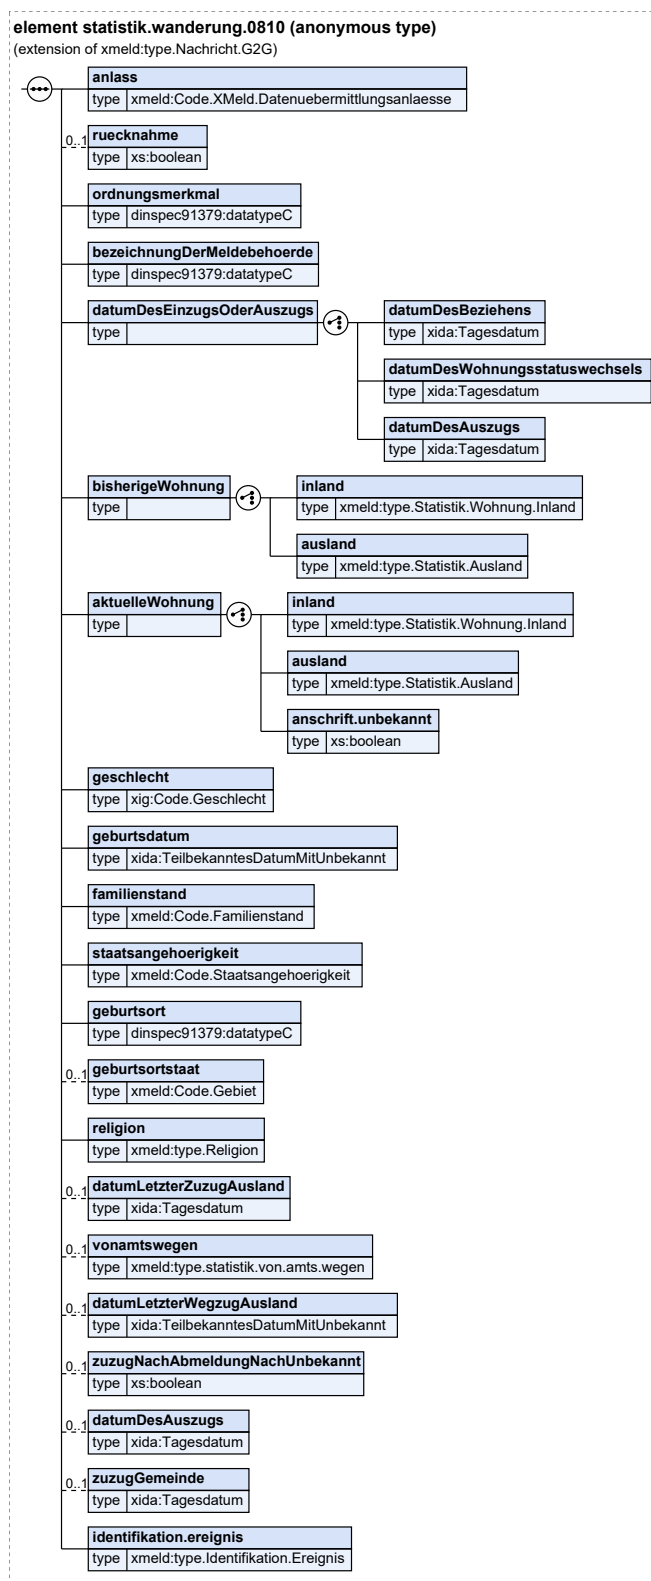 element statistik.wanderung.0810 (anonymous type)
(extension of xmeld:type.Nachricht.G2G)
anlass
type xmeld:Code.XMeld.Datenuebermittlungsanlaesse
0..1 ruecknahme
type xs:boolean
ordnungsmerkmal
type dinspec91379:datatypeC
bezeichnungDerMeldebehoerde
type dinspec91379:datatypeC
datumDesEinzugsOderAuszugs
type
datumDesBeziehens
type xida:Tagesdatum
datumDesWohnungsstatuswechsels
type xida:Tagesdatum
datumDesAuszugs
type xida:Tagesdatum
bisherigeWohnung
type
inland
type xmeld:type.Statistik.Wohnung.Inland
ausland
type xmeld:type.Statistik.Ausland
aktuelleWohnung
type
inland
type xmeld:type.Statistik.Wohnung.Inland
ausland
type xmeld:type.Statistik.Ausland
anschrift.unbekannt
type xs:boolean
geschlecht
type xig:Code.Geschlecht
geburtsdatum
type xida:TeilbekanntesDatumMitUnbekannt
familienstand
type xmeld:Code.Familienstand
staatsangehoerigkeit
type xmeld:Code.Staatsangehoerigkeit
geburtsort
type dinspec91379:datatypeC
0..1 geburtsortstaat
type xmeld:Code.Gebiet
religion
type xmeld:type.Religion
0..1 datumLetzterZuzugAusland
type xida:Tagesdatum
0..1 vonamtswegen
type xmeld:type.statistik.von.amts.wegen
0..1 datumLetzterWegzugAusland
type xida:TeilbekanntesDatumMitUnbekannt
0..1 zuzugNachAbmeldungNachUnbekannt
type xs:boolean
0..1 datumDesAuszugs
type xida:Tagesdatum
0..1 zuzugGemeinde
type xida:Tagesdatum
identifikation.ereignis
type xmeld:type.Identifikation.Ereignis